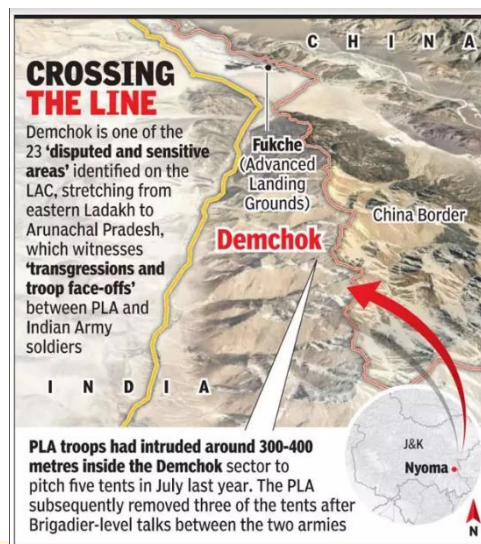 C H I N A
CROSSING
THE LINE
Demchok is one of the
23 'disputed and sensitive
areas' identified on the
LAC, stretching from
eastern Ladakh to
Arunachal Pradesh,
which witnesses
'transgressions and
troop face-offs'
between PLA and
Indian Army
soldiers
Fukche
(Advanced
Landing
Grounds)
China Border
Demchok
I N D I A
PLA troops had intruded around 300-400
metres inside the Demchok sector to
pitch five tents in July last year. The PLA
subsequently removed three of the tents after
Brigadier-level talks between the two armies
J&K
Nyoma
N